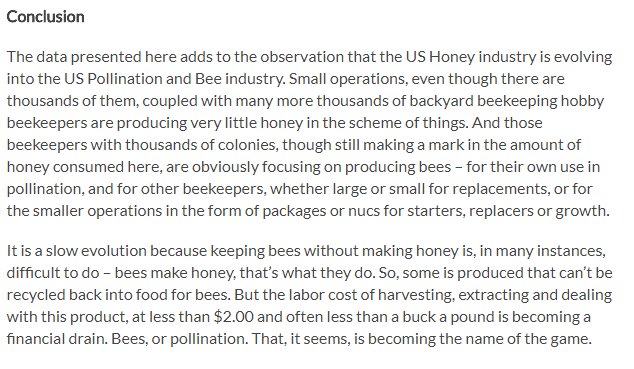 Conclusion
The data presented here adds to the observation that the US Honey industry is evolving
into the US Pollination and Bee industry. Small operations, even though there are
thousands of them, coupled with many more thousands of backyard beekeeping hobby
beekeepers are producing very little honey in the scheme of things. And those
beekeepers with thousands of colonies, though still making a mark in the amount of
honey consumed here, are obviously focusing on producing bees – for their own use in
pollination, and for other beekeepers, whether large or small for replacements, or for
the smaller operations in the form of packages or nucs for starters, replacers or growth.
It is a slow evolution because keeping bees without making honey is, in many instances,
difficult to do – bees make honey, that’s what they do. So, some is produced that can’t be
recycled back into food for bees. But the labor cost of harvesting, extracting and dealing
with this product, at less than $2.00 and often less than a buck a pound is becoming a
financial drain. Bees, or pollination. That, it seems, is becoming the name of the game.